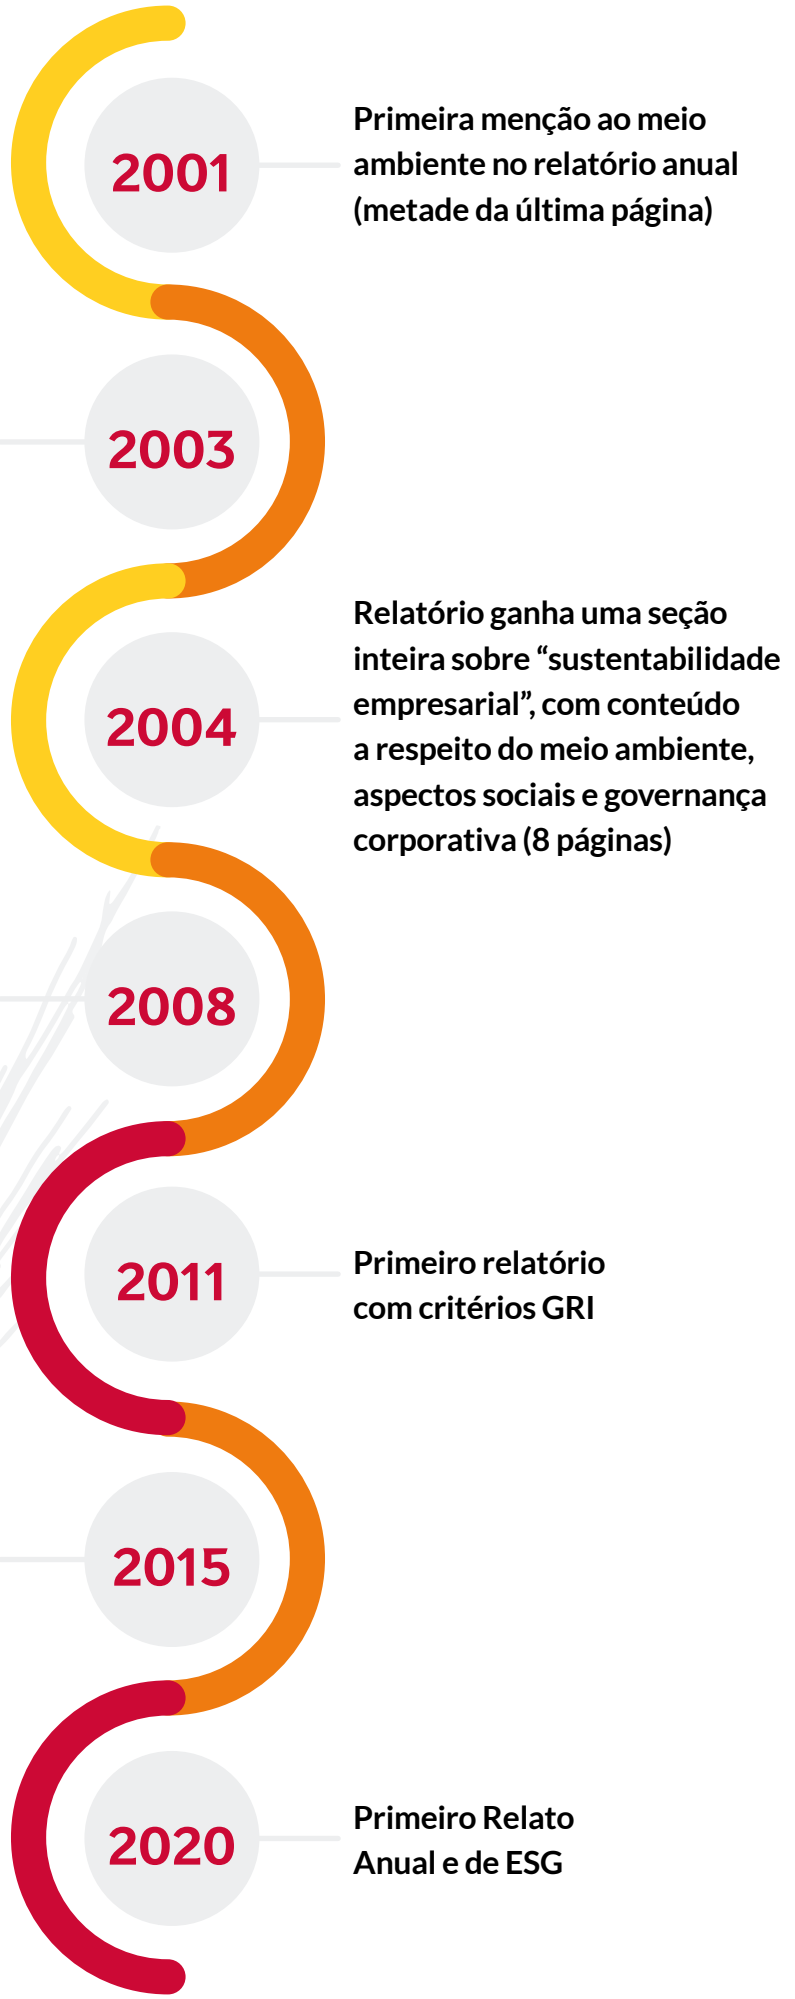 2001
Primeira menção ao meio
ambiente no relatório anual
(metade da última página)
2003
2004
Relatório ganha uma seção
inteira sobre “sustentabilidade
empresarial”, com conteúdo
a respeito do meio ambiente,
aspectos sociais e governança
corporativa (8 páginas)
2008
2011
Primeiro relatório
com critérios GRI
2015
2020
Primeiro Relato
Anual e de ESG